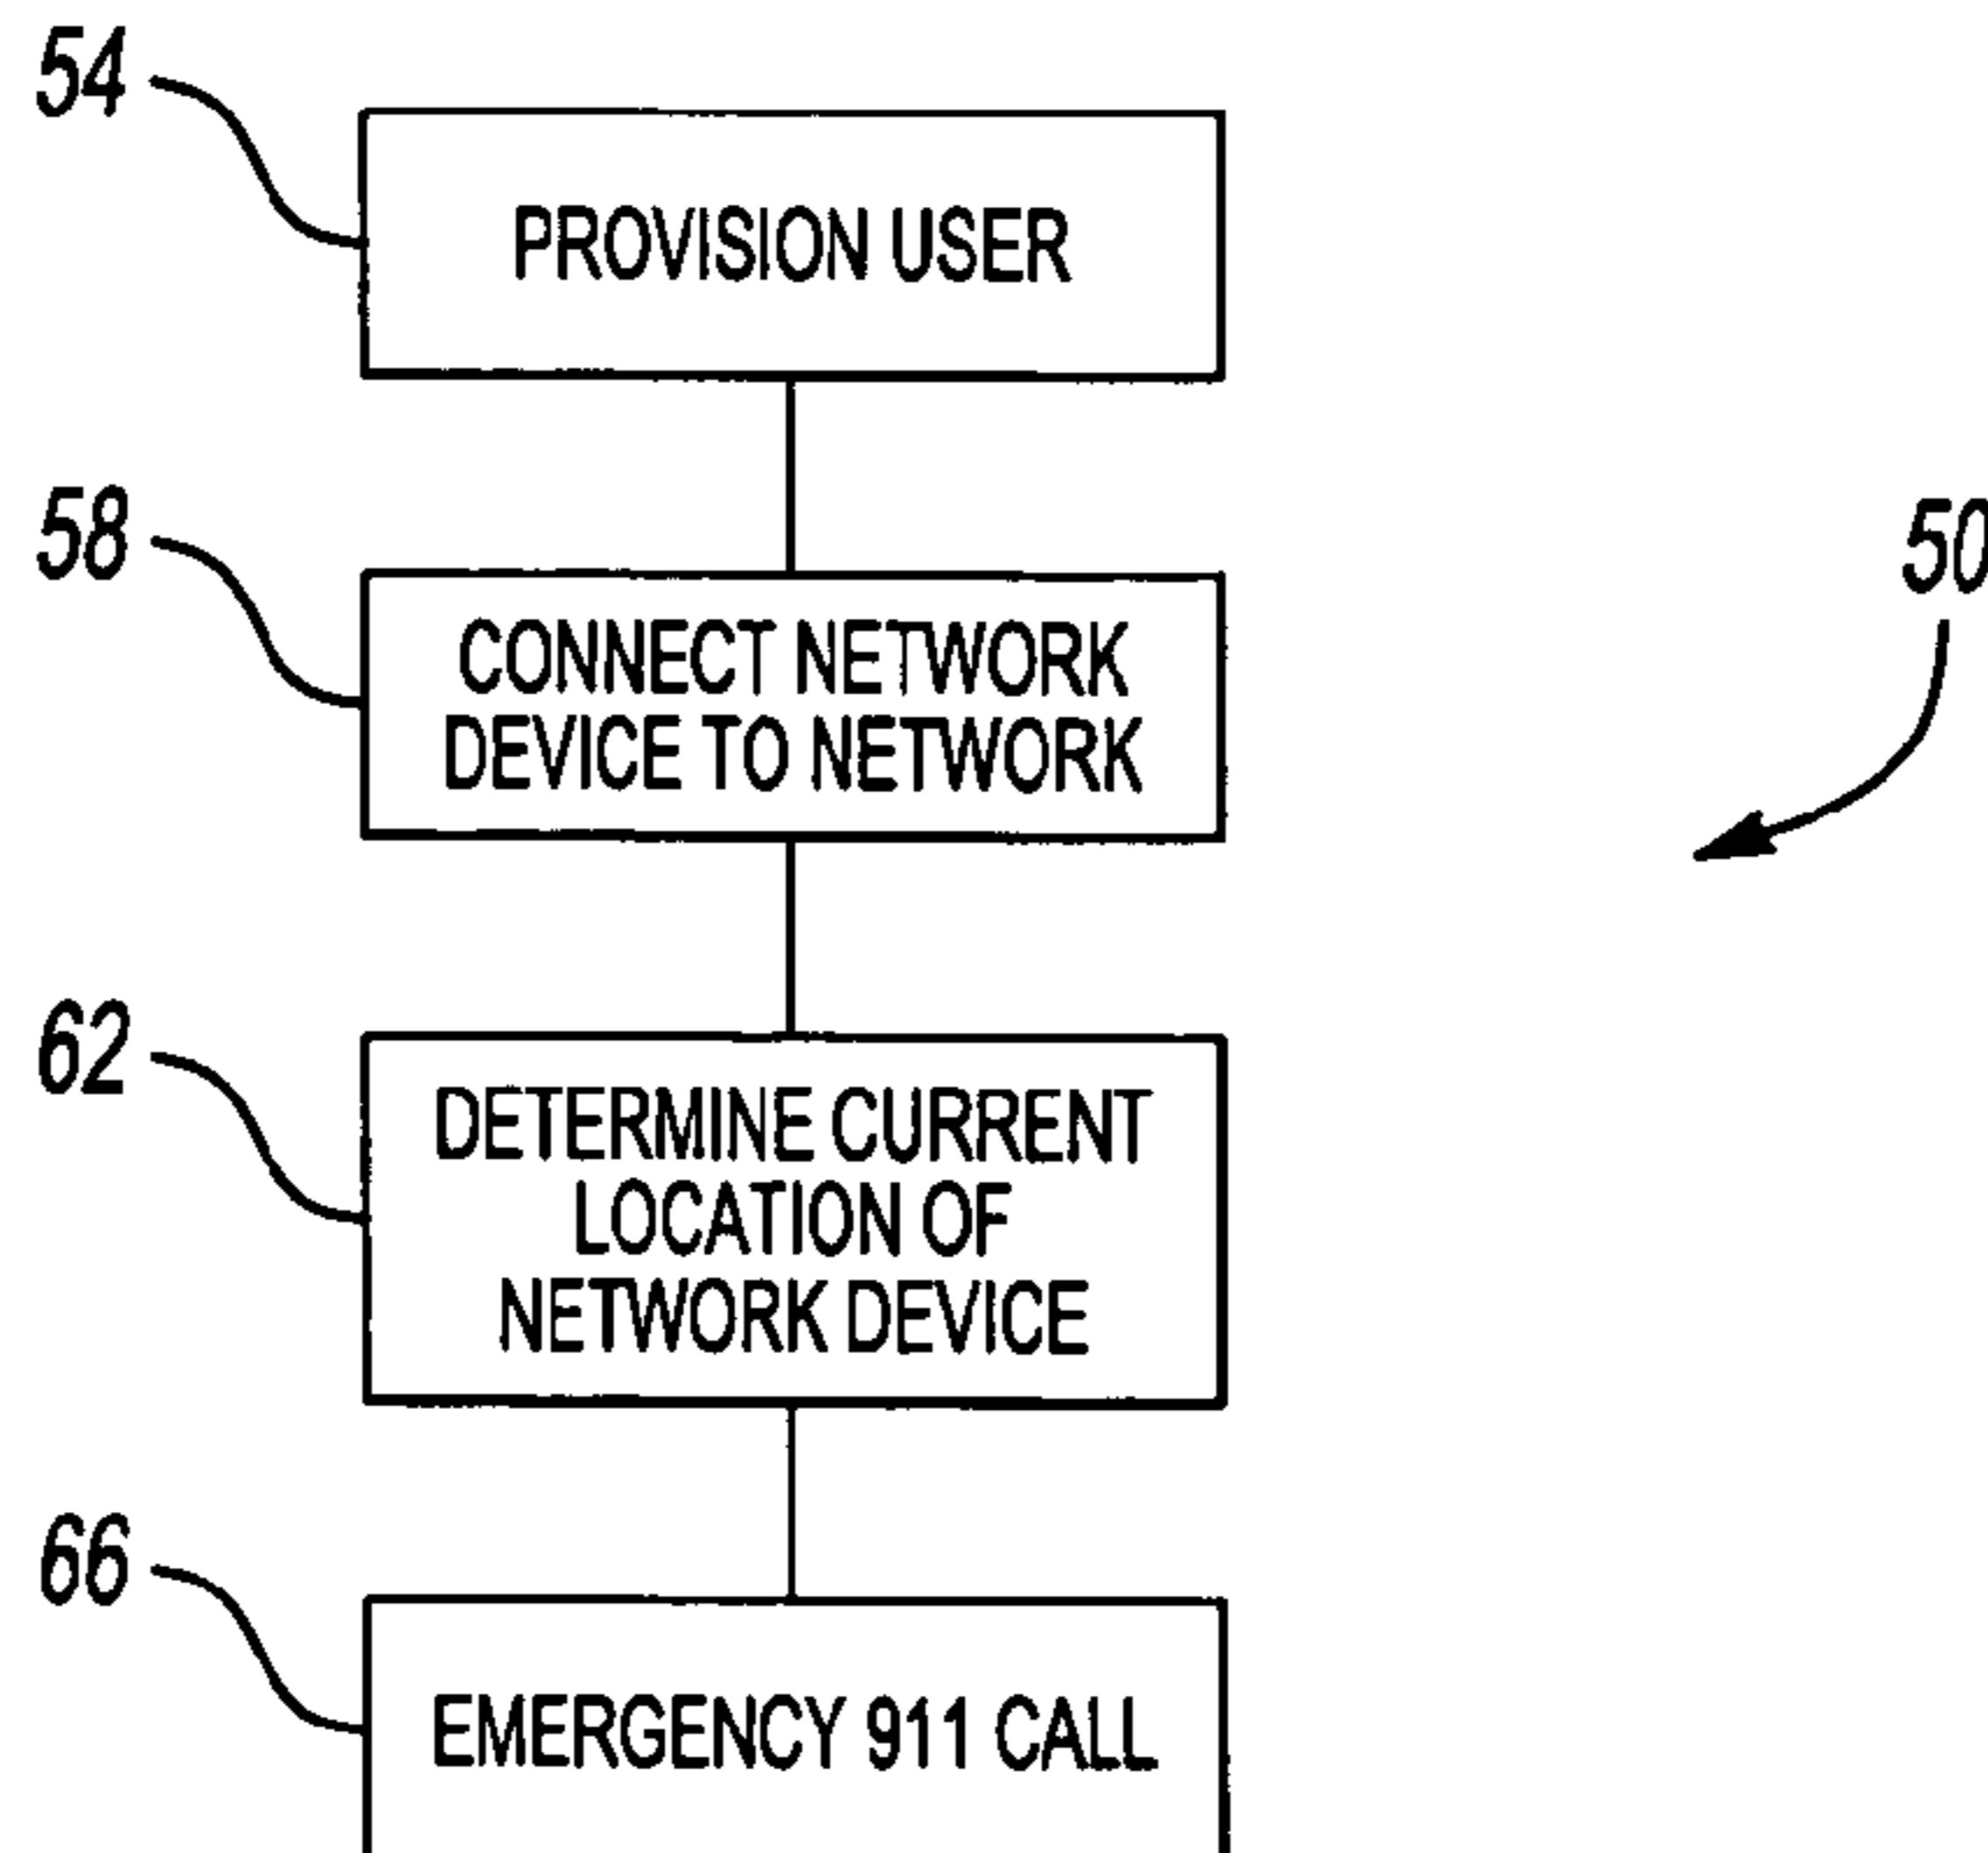 54
PROVISION USER
58
CONNECT NETWORK
DEVICE TO NETWORK
50
62
DETERMINE CURRENT
LOCATION OF
NETWORK DEVICE
66
EMERGENCY 911 CALL